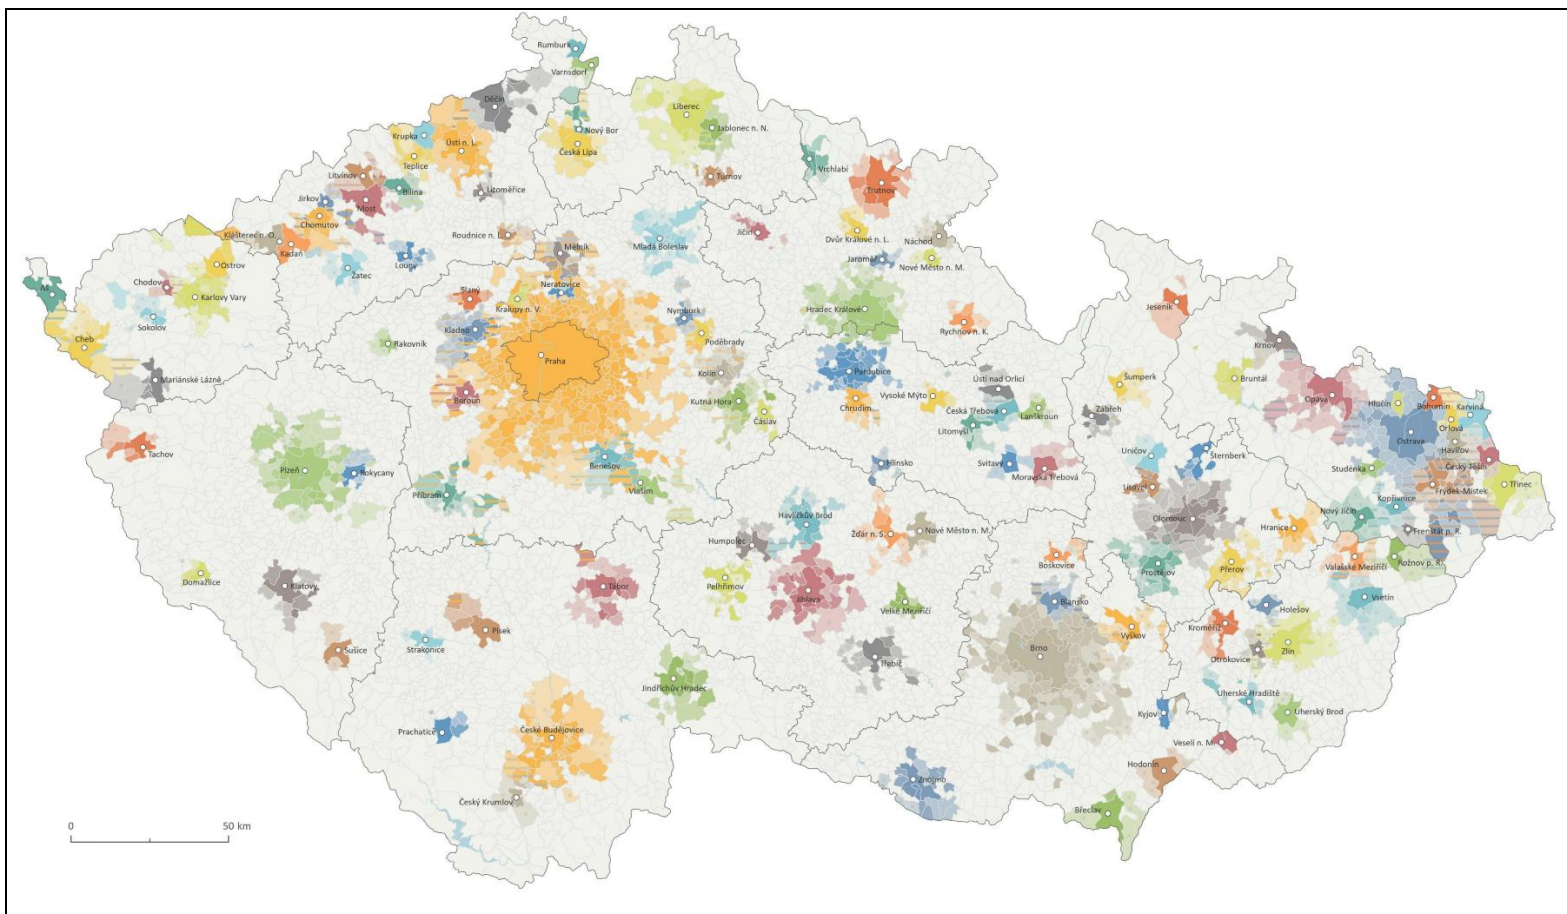 Rumburk
Varnsdorf
Děčín
Liberec
Jablonec n. N.
Krupka
Ústí n. L.
Nový Bor
Česká Lípa
Teplice
Vrchlabí
Litvínov
Turnov
Trutnov
Bílina
Litoměřice
Most
Jirkov
Chomutov
Klášterec n. O.
Roudnice n. L.
Jičín
Dvůr Králové n. L.
Náchod
Mělník
Mladá Boleslav
Kadaň
Louny
Jaroměř
Nové Město n. M.
Ostrov
Žatec
Chodov
Aš
Karlovy Vary
Neratovice
Slaný
Kralupy n. V.
Hradec Králové
Jeseník
Sokolov
Nymburk
Kladno
Rychnov n. K.
Poděbrady
Rakovník
Cheb
Krnov
Praha
Mariánské Lázně
Kolín
Pardubice
Ústí nad Orlicí
Šumperk
Bruntál
Beroun
Kutná Hora
Chrudim
Vysoké Mýto
Česká Třebová
Lanškroun
Zábřeh
Opava
Hlučín
Bohumín
Karviná
Čáslav
Litomyšl
Orlová
Ostrava
Havířov
Tachov
Plzeň
Rokycany
Benešov
Hlinsko
Svitavy
Moravská Třebová
Uničov
Šternberk
Studénka
Český Těšín
Frýdek-Místek
Třinec
Příbram
Vlašim
Litovel
Kopřivnice
Nový Jičín
Olomouc
Havlíčkův Brod
Humpolec
Žďár n. S.
Nové Město n. M.
Hranice
Frenštát p. R.
Boskovice
Prostějov
Přerov
Valašské Meziříčí
Rožnov p. R.
Domažlice
Klatovy
Tábor
Pelhřimov
Jihlava
Velké Meziříčí
Blansko
Holešov
Vsetín
Písek
Strakonice
Sušice
Vyškov
Kroměříž
Otrokovice
Zlín
Třebíč
Brno
Jindřichův Hradec
Uherské Hradiště
Uherský Brod
Kyjov
Prachatice
České Budějovice
Veselí n. M.
Hodonín
Znojmo
Český Krumlov
Břeclav
0 50 km